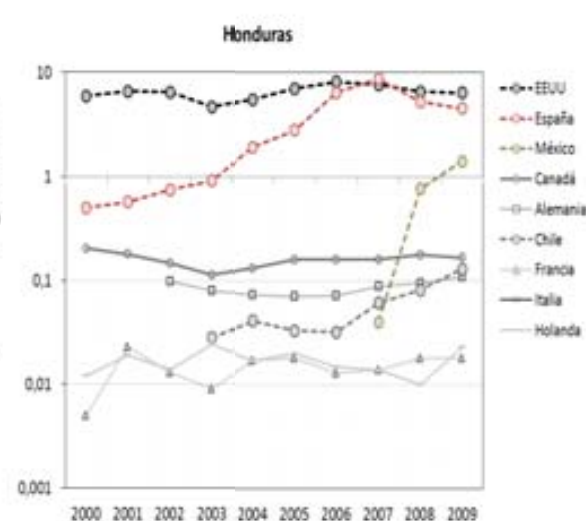 Honduras
10
1
0,1
0,01
0,001
2000 2001 2002 2003 2004 2005 2006 2007 2008 2009
EEUU
España
México
Canadá
Alemania
Chile
Francia
Italia
Holanda